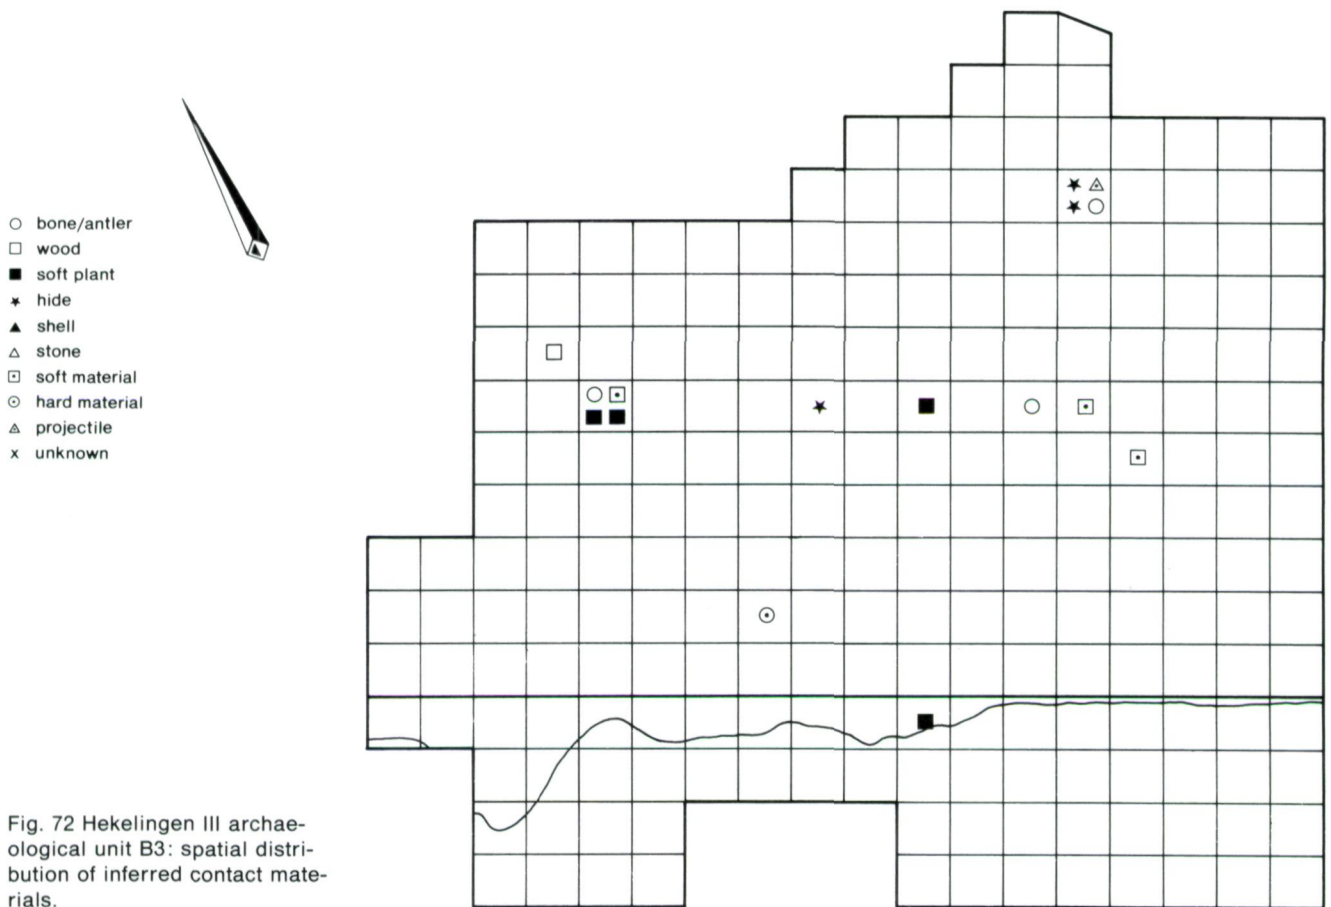 bone/antler
wood
soft plant
hide
shell
stone
soft material
hard material
projectile
x unknown
Fig. 72 Hekelingen III archae-
ological unit B3: spatial distri-
bution of inferred contact mate-
rials.